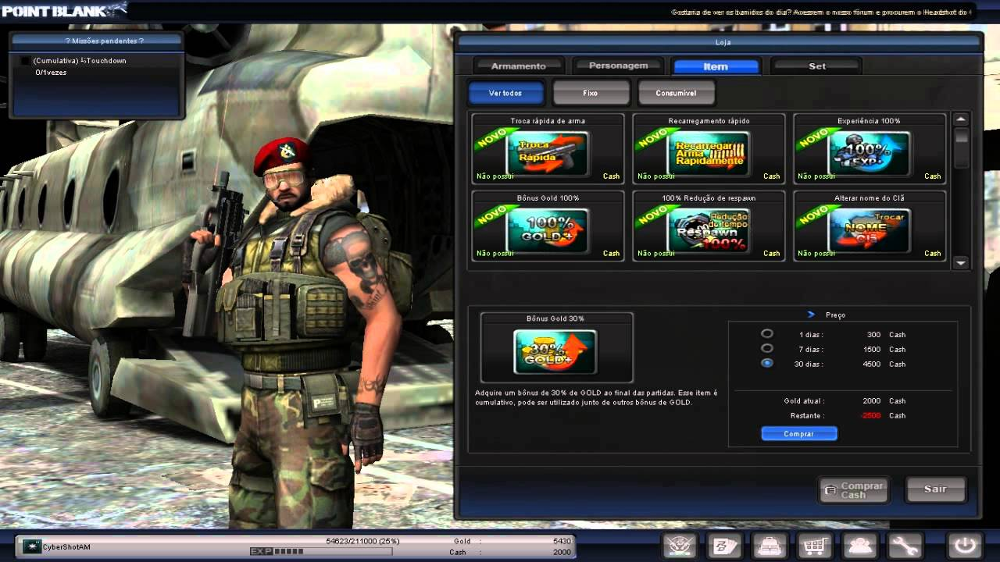 POINT BLANK
Gostaria de ver os banidos do dia? Acessem o nosso fórum e procurem o Headshot do
? Missões pendentes ?
(Cumulativa) Touchdown
0/1vezes
Loja
Armamento
Personagem
Item
Set
Ver todos
Fixo
Consumível
Troca rápida de arma
NOVO
Troca
Rápida
Não possui
Cash
Recarregamento rápido
NOVO
Recarregar
Arma
Rapidamente
Não possui
Cash
Experiência 100%
NOVO
100%
EXP+
Não possui
Cash
Bônus Gold 100%
NOVO
100%
GOLD+
Não possui
Cash
100% Redução de respawn
NOVO
Redução
de tempo
Respawn
100%
Não possui
Cash
Alterar nome do Clã
NOVO
Trocar
NOME
Clã
Não possui
Cash
Bônus Gold 30%
30%
GOLD+
Adquire um bônus de 30% de GOLD ao final das partidas. Esse item é
cumulativo, pode ser utilizado junto de outros bônus de GOLD.
Preço
1 dias : 300 Cash
7 dias : 1500 Cash
30 dias : 4500 Cash
Gold atual : 2000 Cash
Restante : -2500 Cash
Comprar
Comprar
Cash
Sair
CyberShotAM
54623/211000 (25%)
EXP
Gold : 5430
Cash : 2000